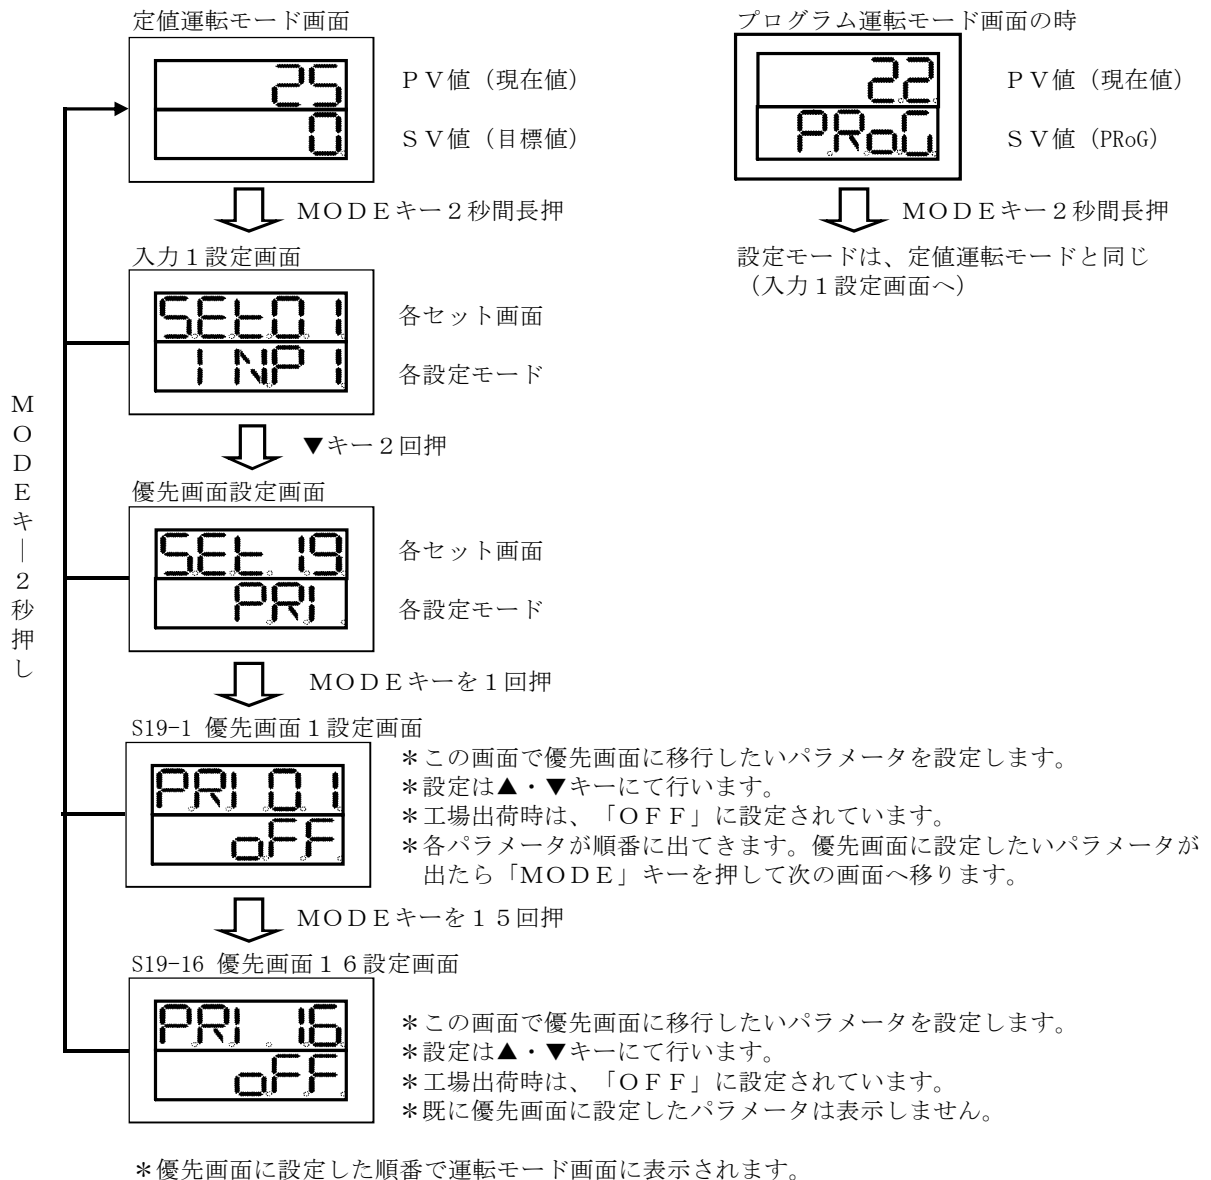 定値運転モード画面
25
PV値（現在値）
0
SV値（目標値）
MODEキー2秒間長押
プログラム運転モード画面の時
22
PV値（現在値）
PRoG
SV値（PRoG）
MODEキー2秒間長押
設定モードは、定値運転モードと同じ
（入力1設定画面へ）
入力1設定画面
SEt01
各セット画面
INP1
各設定モード
▼キー2回押
MODEキー2秒押し
優先画面設定画面
SEt 19
各セット画面
PRI
各設定モード
MODEキーを1回押
S19-1 優先画面1設定画面
PRI 01
oFF
＊この画面で優先画面に移行したいパラメータを設定します。
＊設定は▲・▼キーにて行います。
＊工場出荷時は、「OFF」に設定されています。
＊各パラメータが順番に出てきます。優先画面に設定したいパラメータが
出たら「MODE」キーを押して次の画面へ移ります。
MODEキーを15回押
S19-16 優先画面16設定画面
PRI 16
oFF
＊この画面で優先画面に移行したいパラメータを設定します。
＊設定は▲・▼キーにて行います。
＊工場出荷時は、「OFF」に設定されています。
＊既に優先画面に設定したパラメータは表示しません。
＊優先画面に設定した順番で運転モード画面に表示されます。